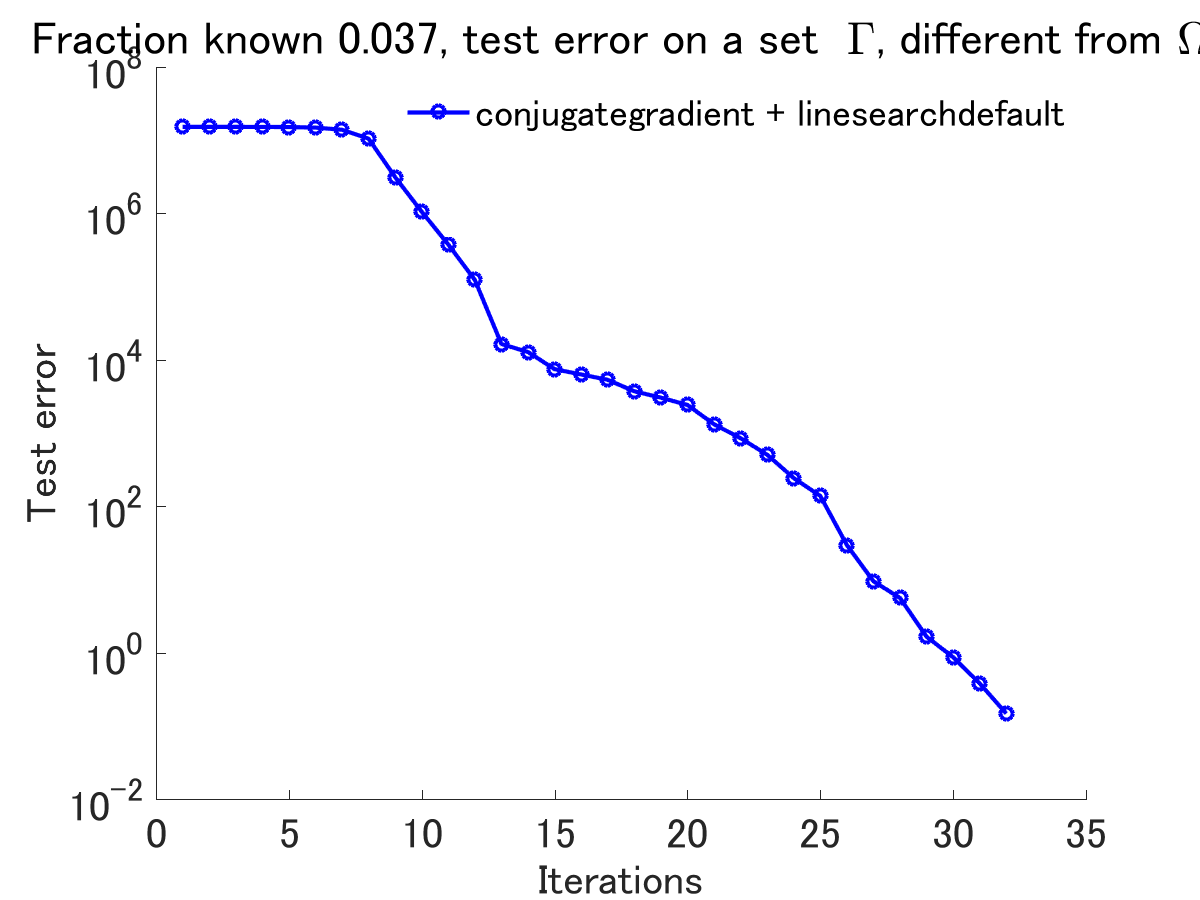 Fraction known 0.037, test error on a set Γ, different from Ω
10^8
conjugategradient + linesearchdefault
10^6
10^4
10^2
10^0
10^-2
Test error
0 5 10 15 20 25 30 35
Iterations